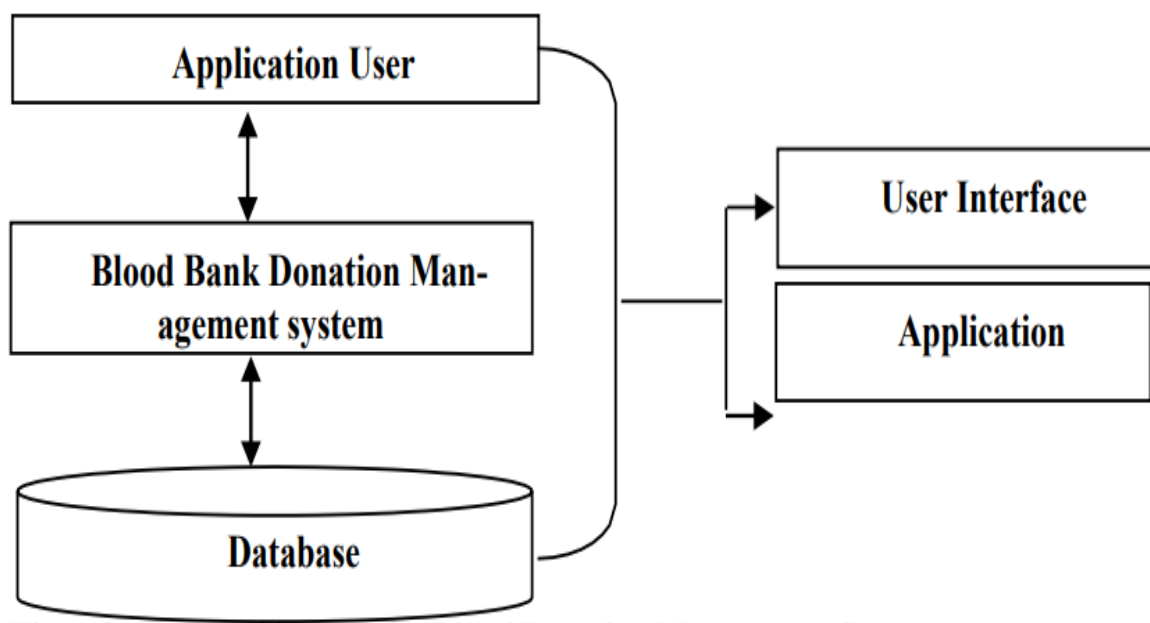 Application User
Blood Bank Donation Man-
agement system
Database
User Interface
Application